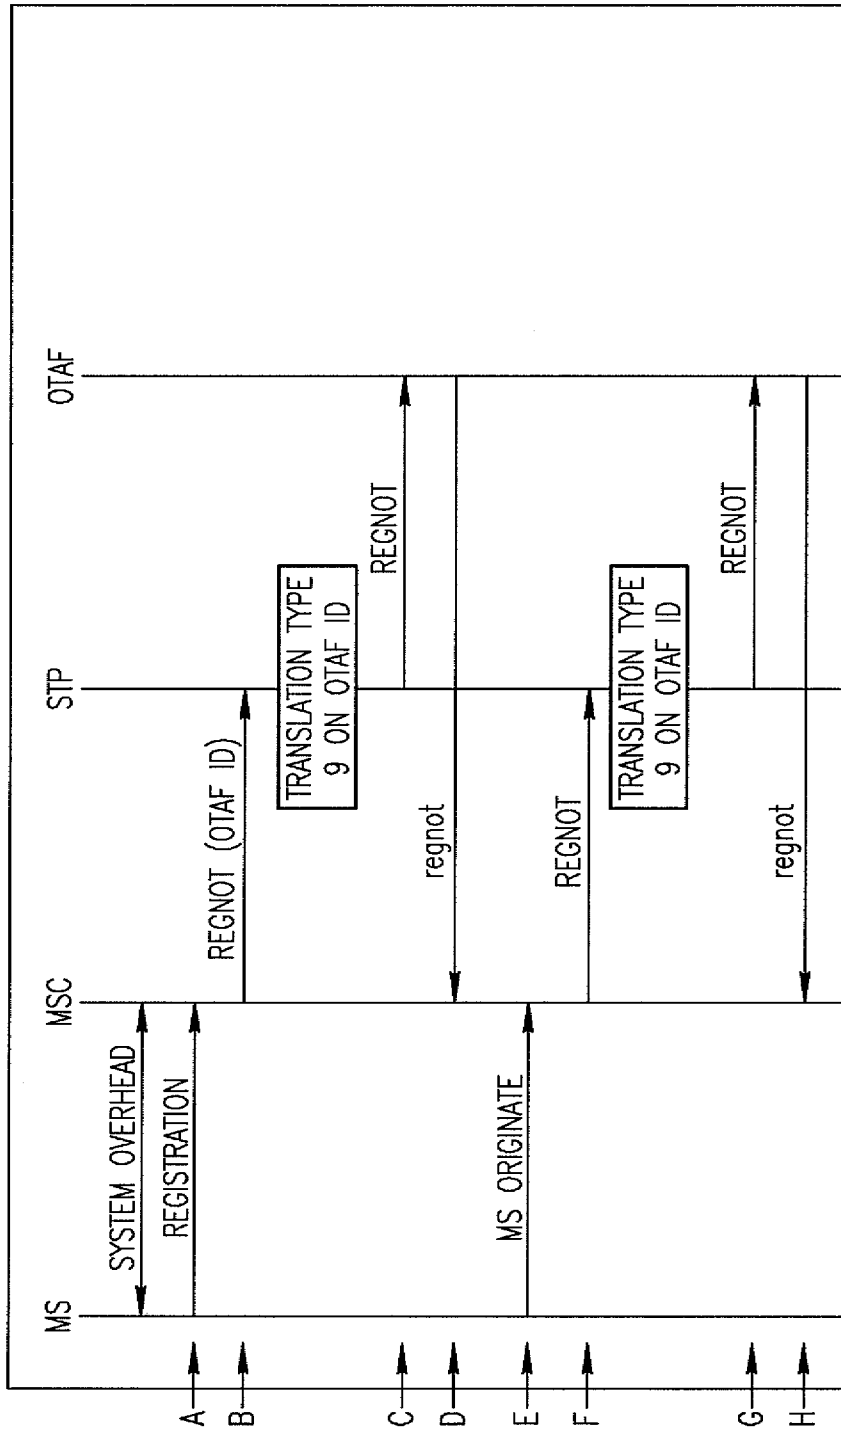 MS
MSC
STP
OTAF
SYSTEM OVERHEAD
A
REGISTRATION
B
REGNOT (OTAF ID)
TRANSLATION TYPE
9 ON OTAF ID
C
REGNOT
D
regnot
E
MS ORIGINATE
F
REGNOT
TRANSLATION TYPE
9 ON OTAF ID
G
REGNOT
H
regnot